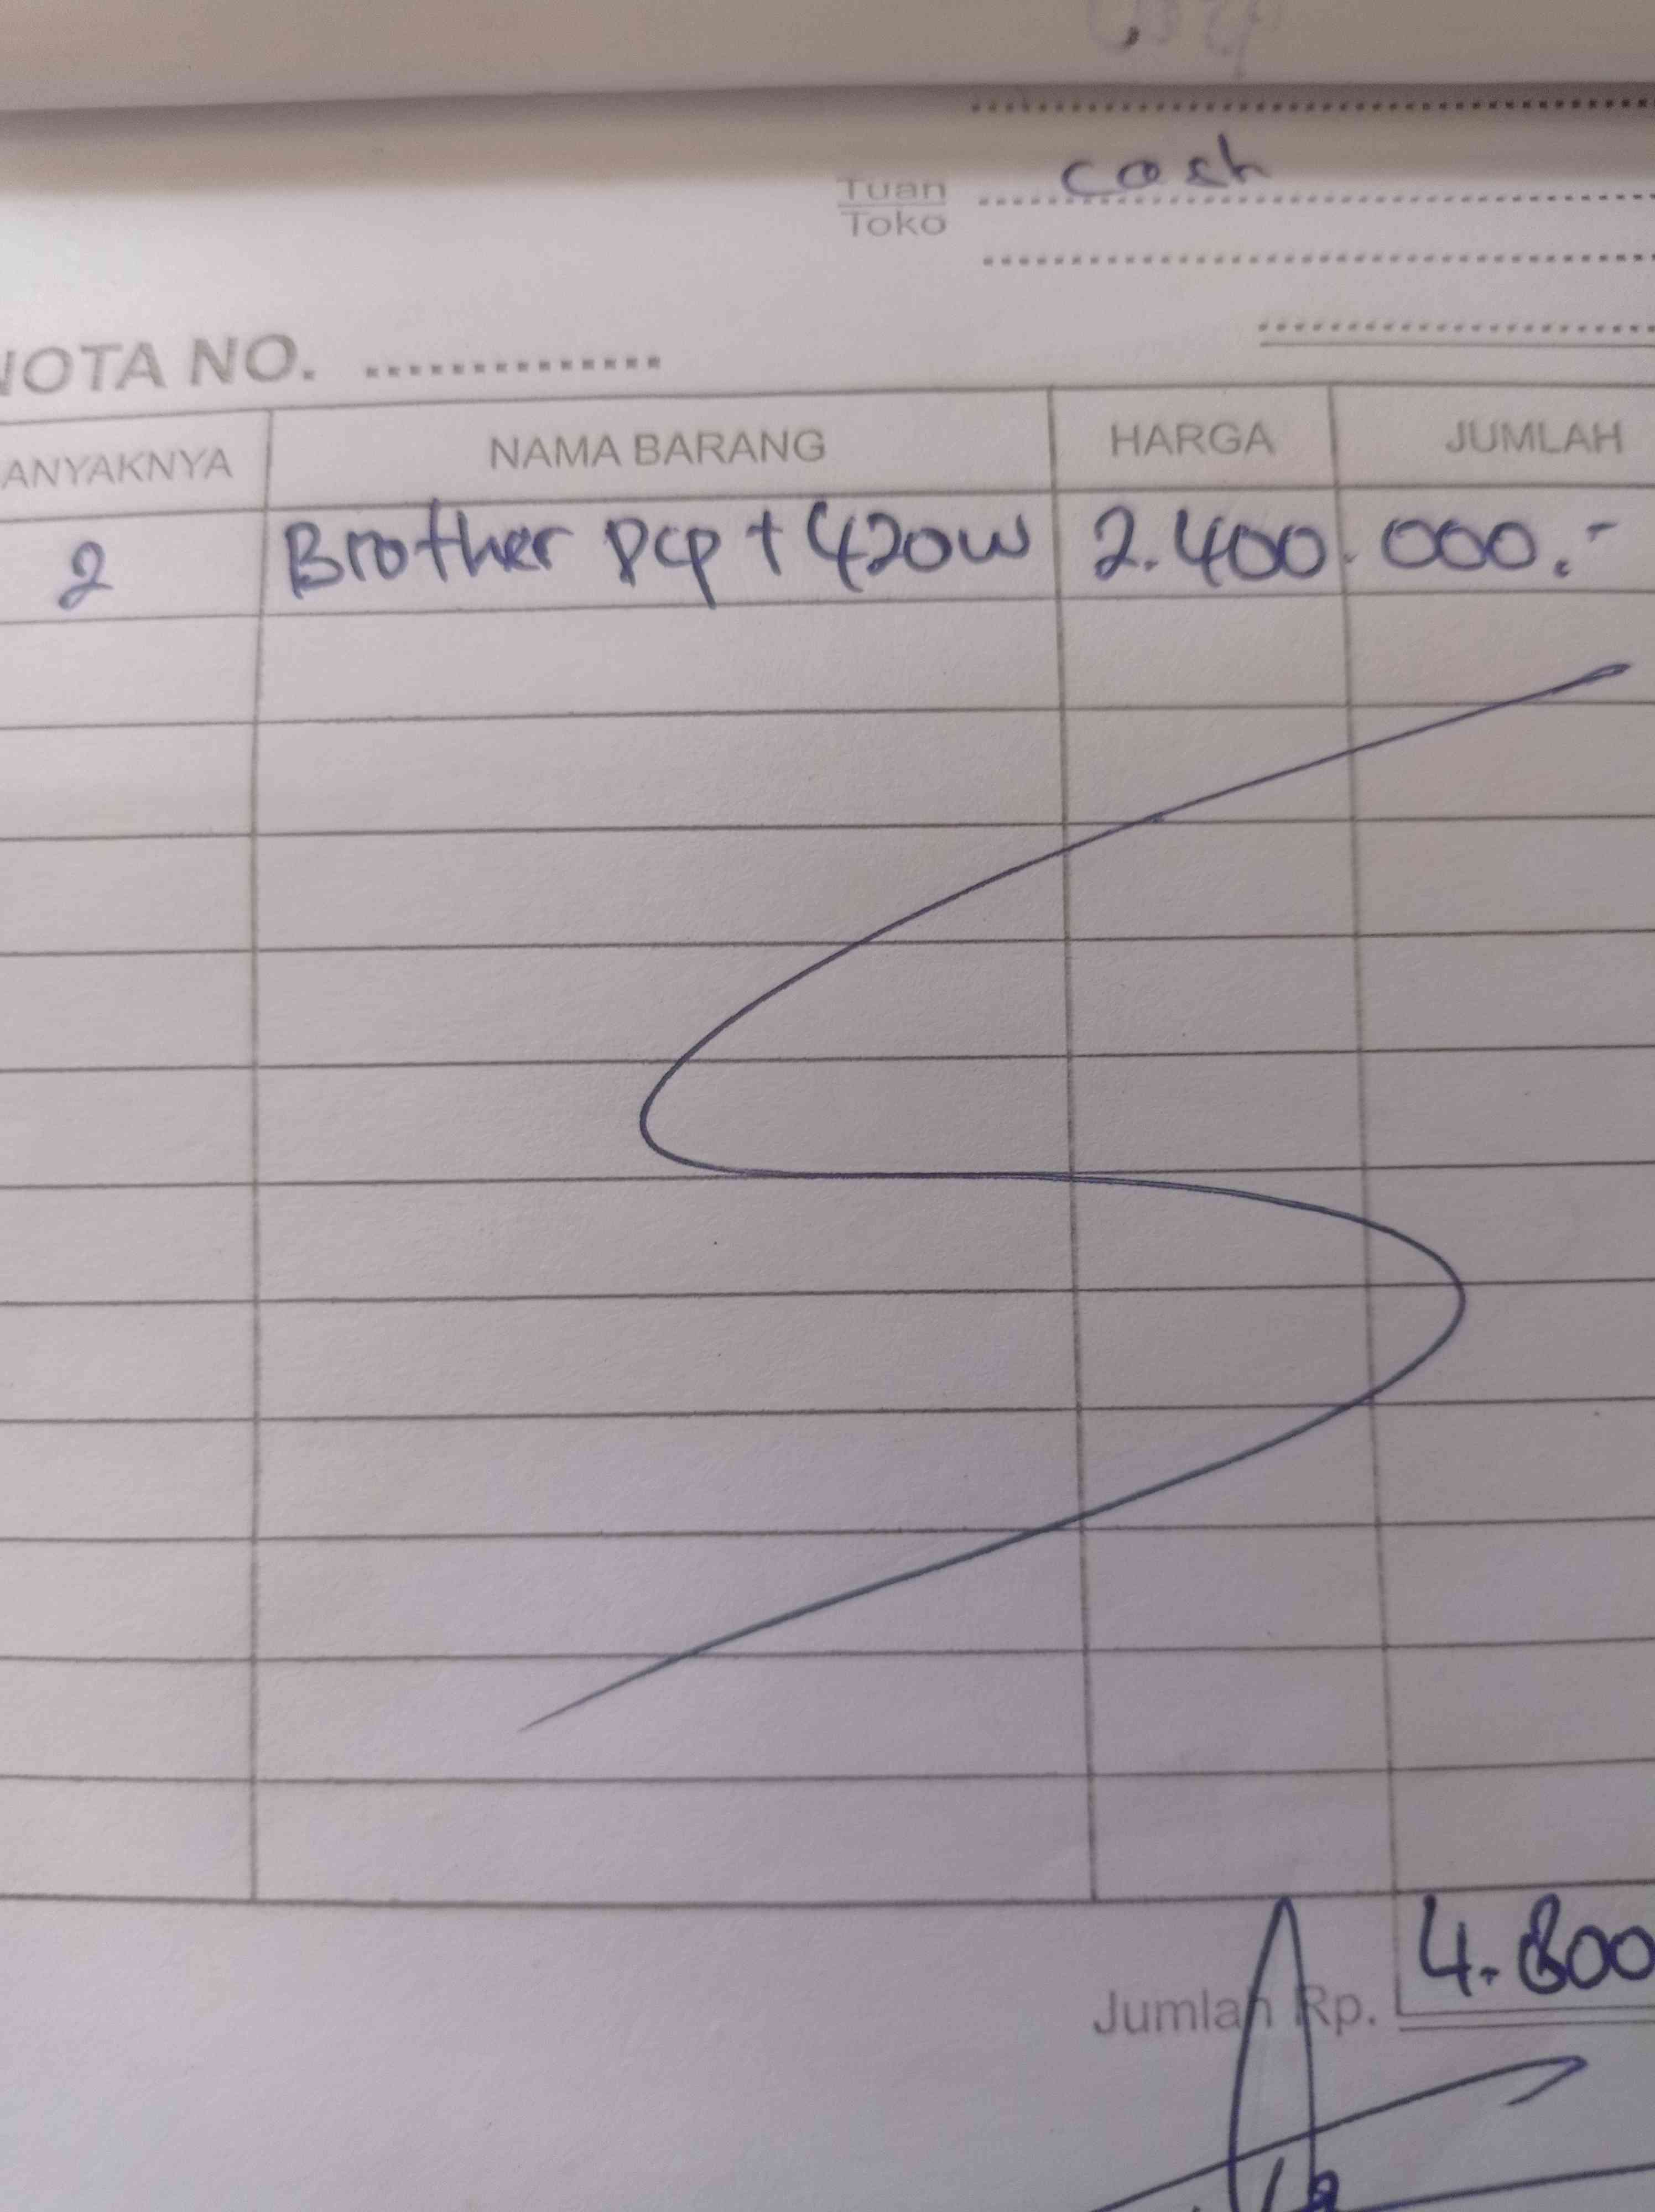 cash
Tuan
Toko
NOTA NO. ..............
ANYAKNYA NAMA BARANG HARGA JUMLAH
2 Brother DCP T 420W 2.400.000.-
Jumlah Rp. 4.800